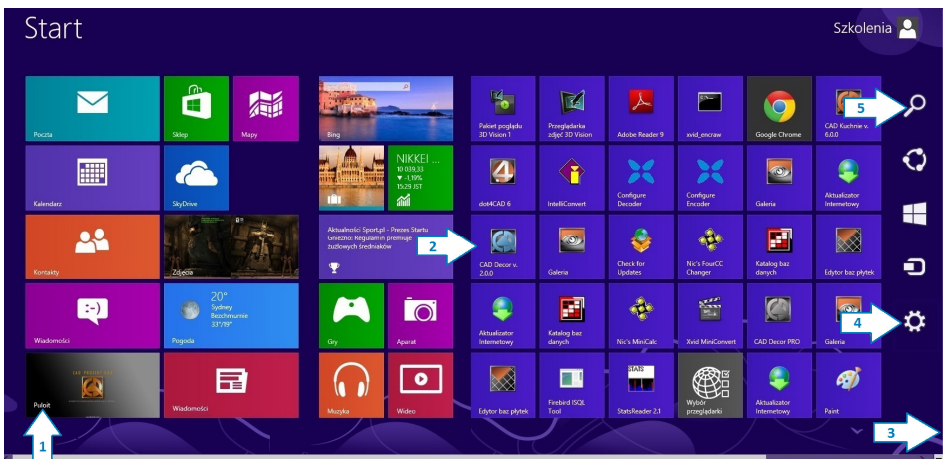 Start
Szkolenia
Poczta
Sklep
Mapy
Bing
Pakiet poglądu
3D Vision 1
Przeglądarka
zdjęć 3D Vision
Adobe Reader 9
xvid_encraw
Google Chrome
CAD Kuchnie v.
6.0.0
5
Kalendarz
SkyDrive
NIKKEI ...
10 039,33
▼ -1,19%
15:29 JST
dot4CAD 6
IntelliConvert
Configure
Decoder
Configure
Encoder
Galeria
Aktualizator
Internetowy
Kontakty
Zdjęcia
Aktualności Sport.pl - Prezes Startu
Gniezno: Regulamin premiuje
żużlowych średniaków
2
CAD Decor v.
2.0.0
Galeria
Check for
Updates
Nic's FourCC
Changer
Katalog baz
danych
Edytor baz płytek
Wiadomości
20°
Sydney
Bezchmurnie
33°/19°
Pogoda
Gry
Aparat
Aktualizator
Internetowy
Katalog baz
danych
Nic's MiniCalc
Xvid MiniConvert
CAD Decor PRO
Galeria
4
CAD PROJEKT K&A
Pulpit
Wiadomości
Muzyka
Wideo
Edytor baz płytek
Firebird ISQL
Tool
STATS
StatsReader 2.1
Wybór
przeglądarki
Aktualizator
Internetowy
Paint
3
1